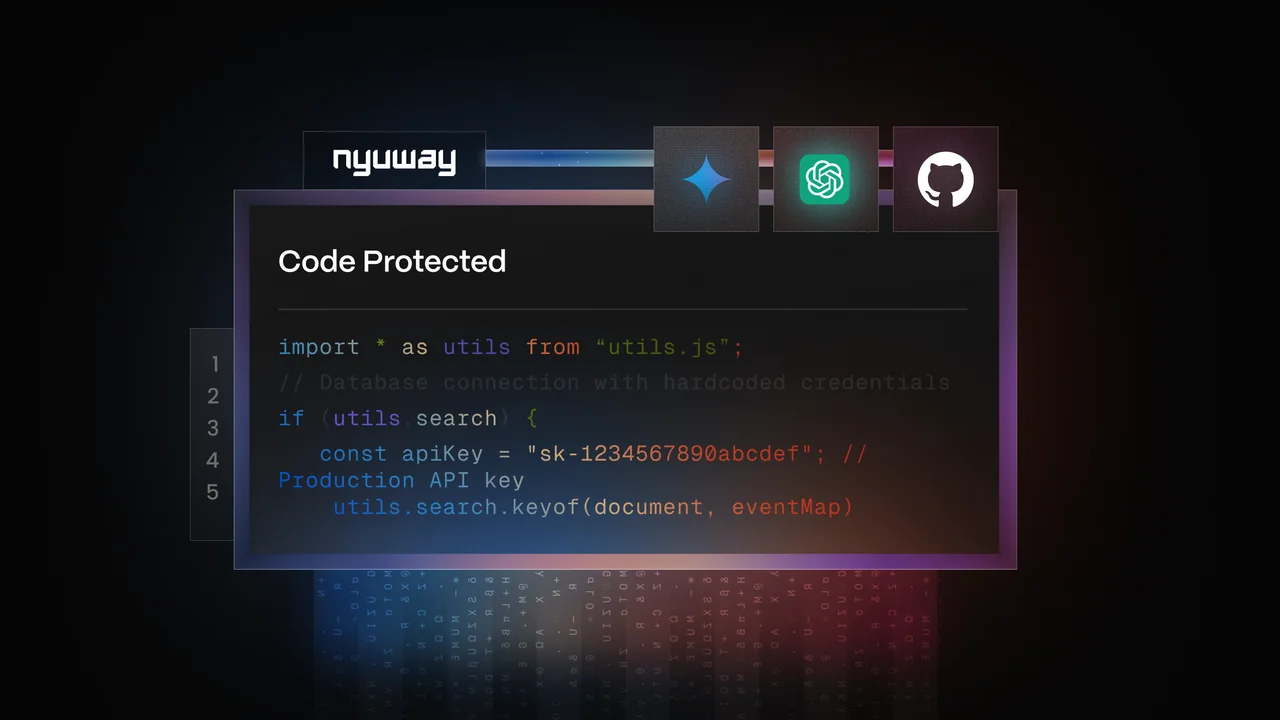 nyuway
Code Protected
import * as utils from “utils.js”;
// Database connection with hardcoded credentials
if (utils.search) {
const apiKey = "sk-1234567890abcdef"; //
Production API key
utils.search.keyof(document, eventMap)
1
2
3
4
5